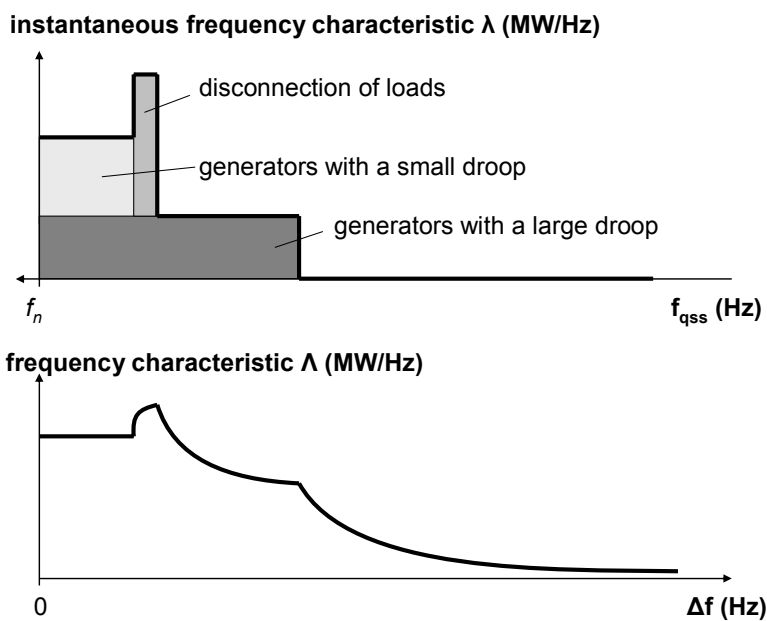 instantaneous frequency characteristic λ (MW/Hz)
disconnection of loads
generators with a small droop
generators with a large droop
fn
fqss (Hz)
frequency characteristic Λ (MW/Hz)
0
Δf (Hz)